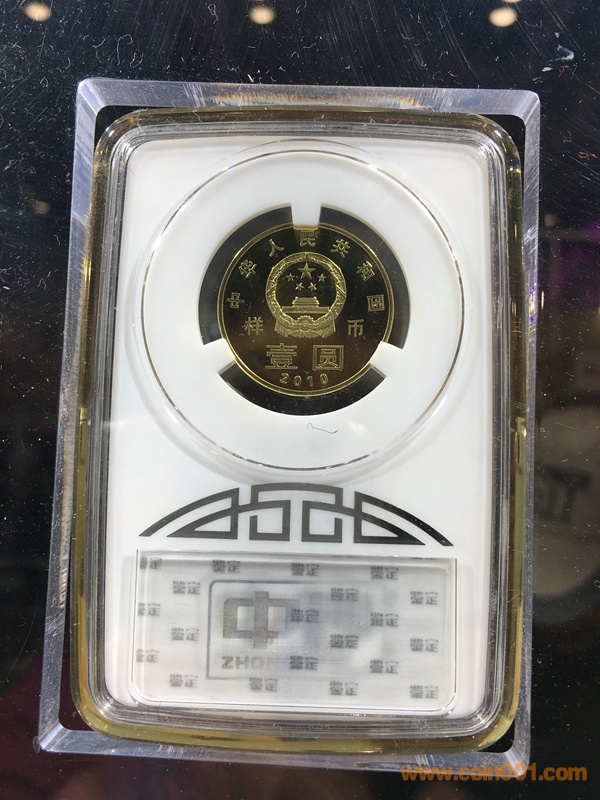 中华人民共和国
样币
壹圆
2010
鉴定 鉴定 鉴定 鉴定
鉴定 鉴定 鉴定 鉴定
中
ZHON
鉴定 鉴定 鉴定 鉴定
鉴定 鉴定 鉴定
www.coin001.com